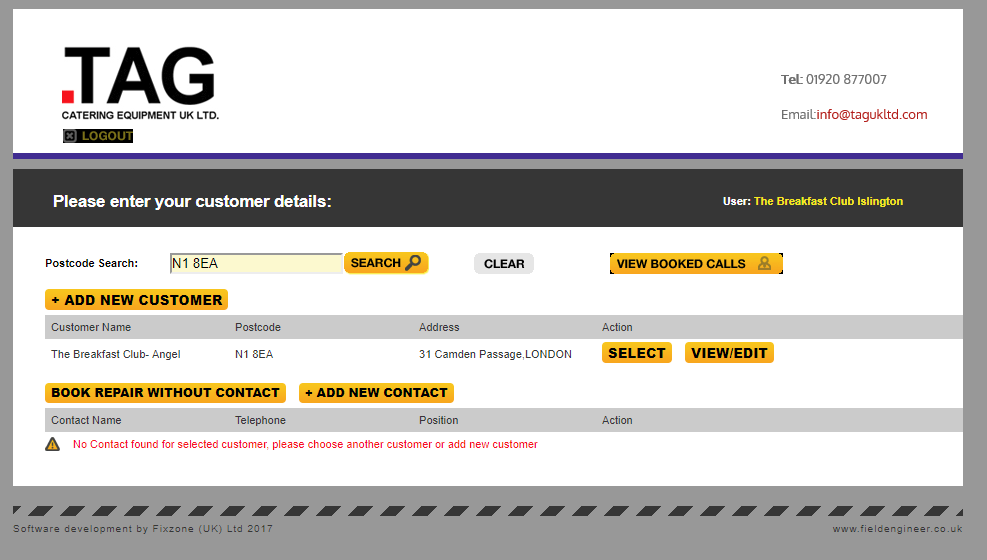 .TAG
CATERING EQUIPMENT UK LTD.
LOGOUT
Tel: 01920 877007
Email:info@tagukltd.com
Please enter your customer details:
User: The Breakfast Club Islington
Postcode Search: N1 8EA SEARCH CLEAR VIEW BOOKED CALLS
+ ADD NEW CUSTOMER
Customer Name Postcode Address Action
The Breakfast Club- Angel N1 8EA 31 Camden Passage,LONDON SELECT VIEW/EDIT
BOOK REPAIR WITHOUT CONTACT + ADD NEW CONTACT
Contact Name Telephone Position Action
No Contact found for selected customer, please choose another customer or add new customer
Software development by Fixzone (UK) Ltd 2017 www.fieldengineer.co.uk